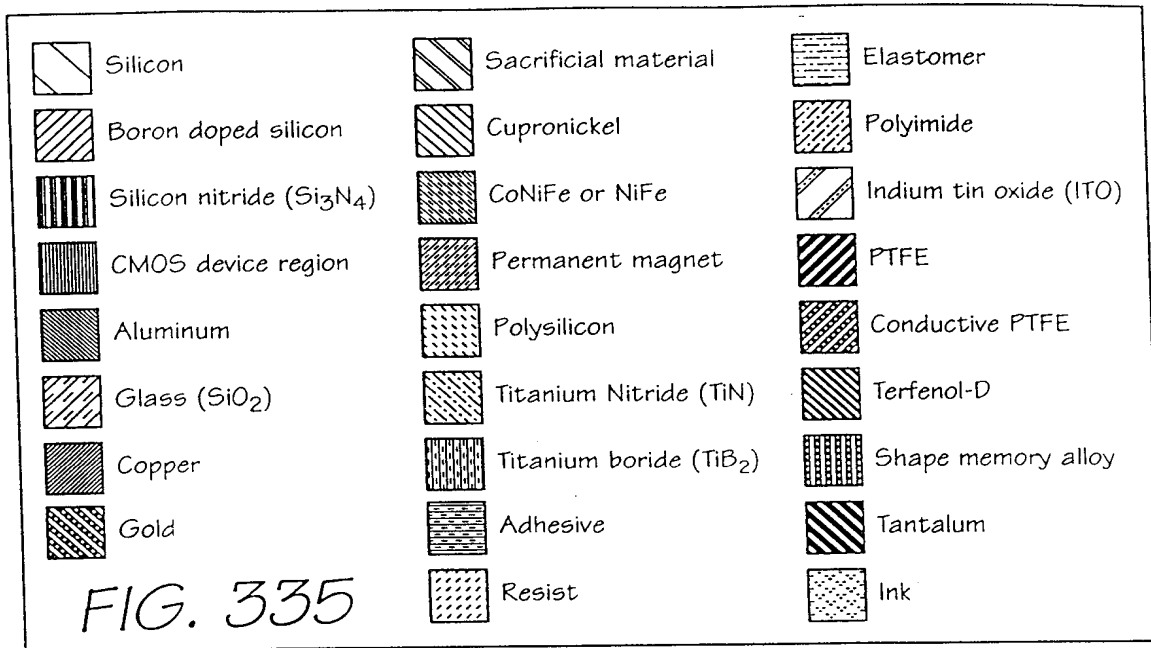 Silicon
Boron doped silicon
Silicon nitride (Si₃N₄)
CMOS device region
Aluminum
Glass (SiO₂)
Copper
Gold
FIG. 335
Sacrificial material
Cupronickel
CoNiFe or NiFe
Permanent magnet
Polysilicon
Titanium Nitride (TiN)
Titanium boride (TiB₂)
Adhesive
Resist
Elastomer
Polyimide
Indium tin oxide (ITO)
PTFE
Conductive PTFE
Terfenol-D
Shape memory alloy
Tantalum
Ink